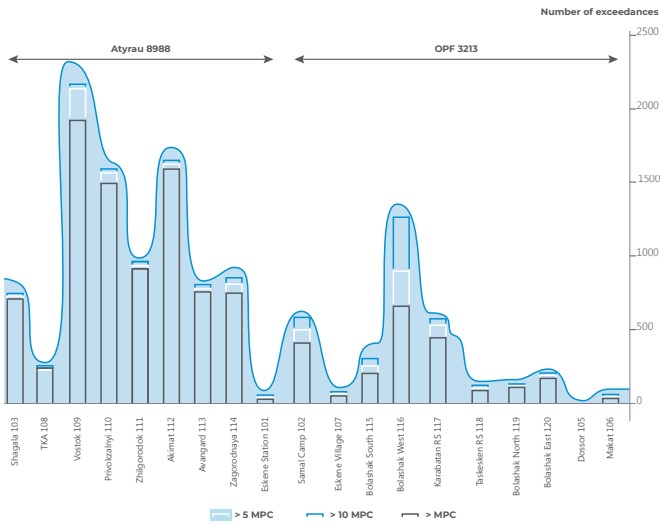 Number of exceedances
Atyrau 8988
OPF 3213
2500
2000
1500
1000
500
0
Shagala 103
TKA 108
Vostok 109
Privokzalnyi 110
Zhilgorodok 111
Akimat 112
Avangard 113
Zagorodnaya 114
Eskene Station 101
Samal Camp 102
Eskene Village 107
Bolashak South 115
Bolashak West 116
Karabatan RS 117
Taskesken RS 118
Bolashak North 119
Bolashak East 120
Dossor 105
Makat 106
> 5 MPC
> 10 MPC
> MPC